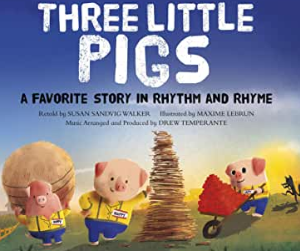 THREE LITTLE
PIGS
A FAVORITE STORY IN RHYTHM AND RHYME
Retold by SUSAN SANDVIG WALKER Illustrated by MAXIME LEBRUN
Music Arranged and Produced by DREW TEMPERANTE